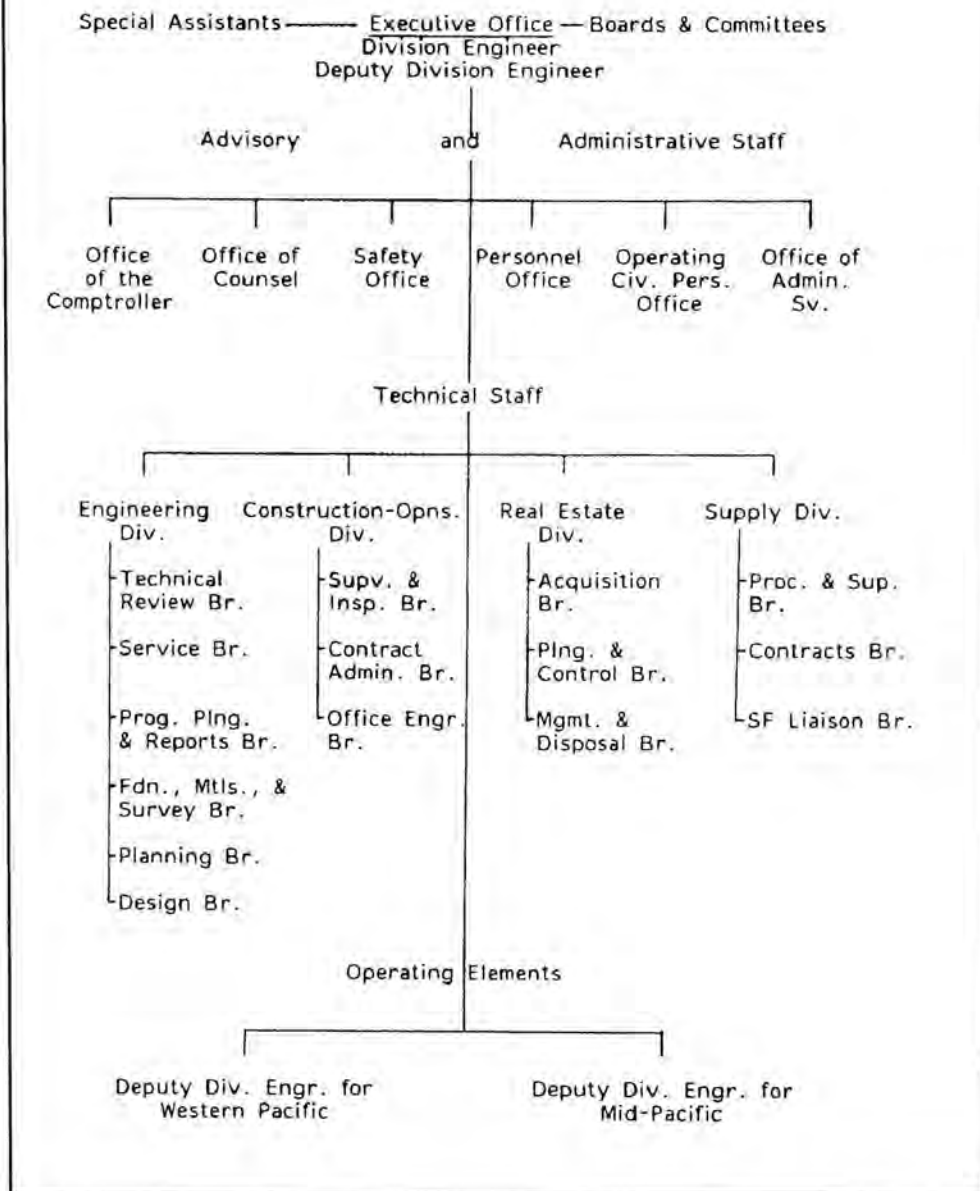 Special Assistants Executive Office Boards & Committees
Division Engineer
Deputy Division Engineer
Advisory and Administrative Staff
Office
of the
Comptroller
Office of
Counsel
Safety
Office
Personnel
Office
Operating
Civ. Pers.
Office
Office of
Admin.
Sv.
Technical Staff
Engineering
Div.
Technical
Review Br.
Service Br.
Prog. Plng.
& Reports Br.
Fdn., Mtls., &
Survey Br.
Planning Br.
Design Br.
Construction-Opns.
Div.
Supv. &
Insp. Br.
Contract
Admin. Br.
Office Engr.
Br.
Real Estate
Div.
Acquisition
Br.
Plng. &
Control Br.
Mgmt. &
Disposal Br.
Supply Div.
Proc. & Sup.
Br.
Contracts Br.
SF Liaison Br.
Operating Elements
Deputy Div. Engr. for
Western Pacific
Deputy Div. Engr. for
Mid-Pacific